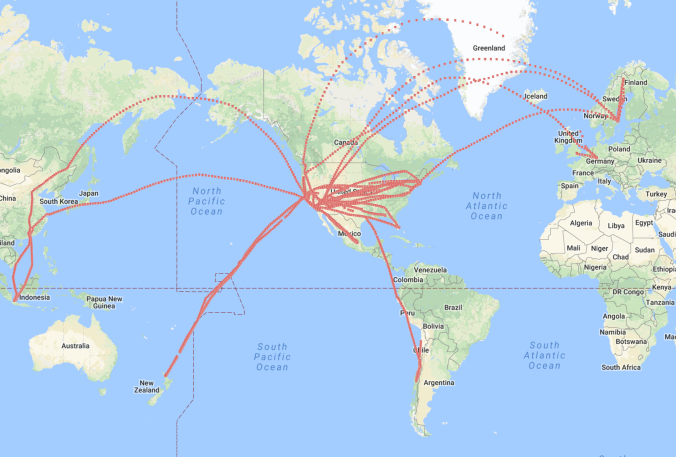 Greenland
Finland
Iceland
Sweden
Norway
Canada
United
Kingdom
Poland
Germany
Ukraine
ongolia
France
Japan
North
Pacific
Ocean
United States
North
Atlantic
Ocean
Italy
Spain
Turkey
China
South Korea
Algeria
Libya
Egypt
Mexico
Mali
Niger
Sudan
Chad
iland
Venezuela
Nigeria
Ethiopia
Colombia
DR Congo
Kenya
Indonesia
Papua New
Guinea
Tanzania
Brazil
Peru
Angola
Bolivia
Namibia
Botswana
Australia
South
Pacific
Ocean
Chile
South
Atlantic
Ocean
South Africa
New
Zealand
Argentina